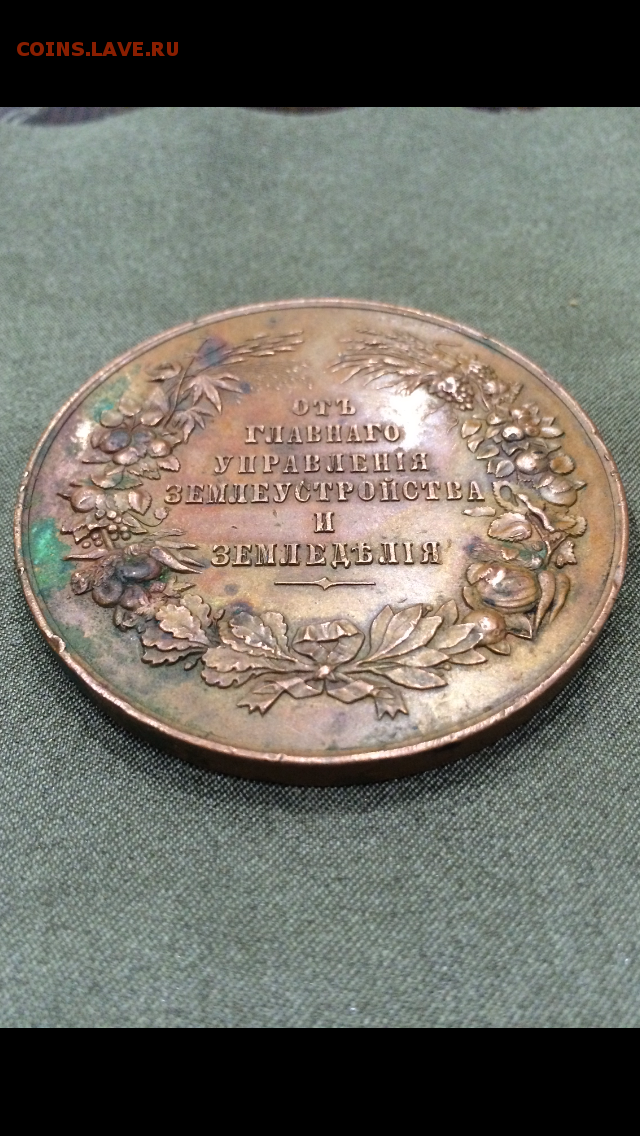 COINS.LAVE.RU
ОТЪ
ГЛАВНАГО
УПРАВЛЕНІЯ
ЗЕМЛЕУСТРОЙСТВА
И
ЗЕМЛЕДѢЛІЯ